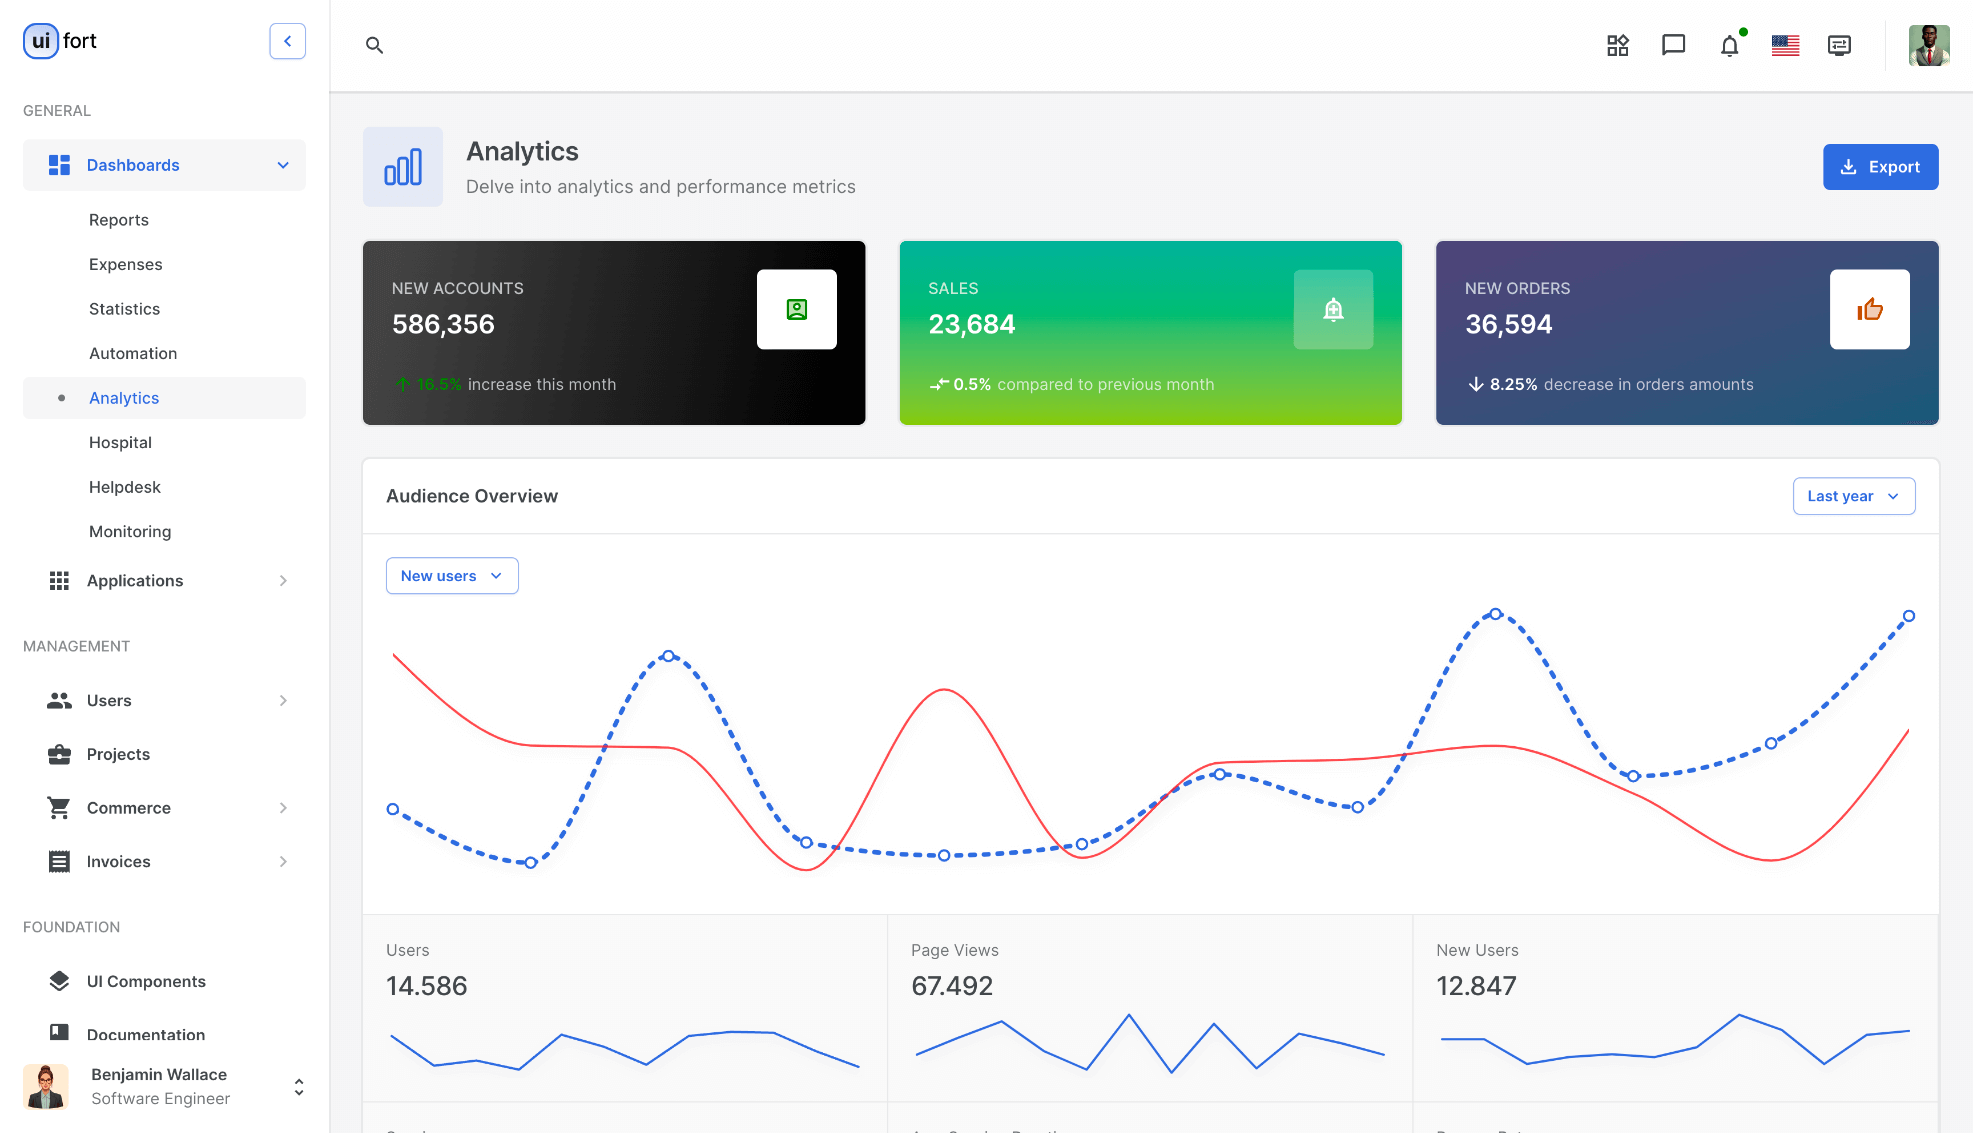 ui fort
GENERAL
Dashboards
Reports
Expenses
Statistics
Automation
Analytics
Hospital
Helpdesk
Monitoring
Applications
MANAGEMENT
Users
Projects
Commerce
Invoices
FOUNDATION
UI Components
Documentation
Benjamin Wallace
Software Engineer
Analytics
Delve into analytics and performance metrics
Export
NEW ACCOUNTS
586,356
16.5% increase this month
SALES
23,684
0.5% compared to previous month
NEW ORDERS
36,594
8.25% decrease in orders amounts
Audience Overview
Last year
New users
Users
14.586
Page Views
67.492
New Users
12.847